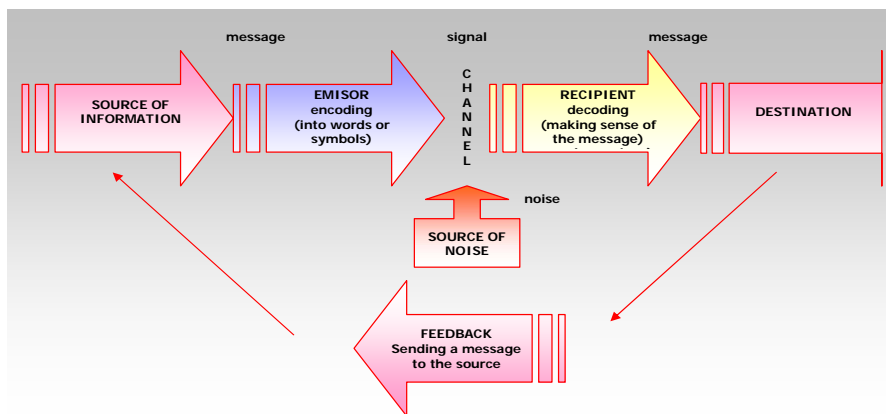 message
signal
message
SOURCE OF
INFORMATION
EMISOR
encoding
(into words or
symbols)
CHANNEL
RECIPIENT
decoding
(making sense of
the message)
DESTINATION
noise
SOURCE OF
NOISE
FEEDBACK
Sending a message
to the source